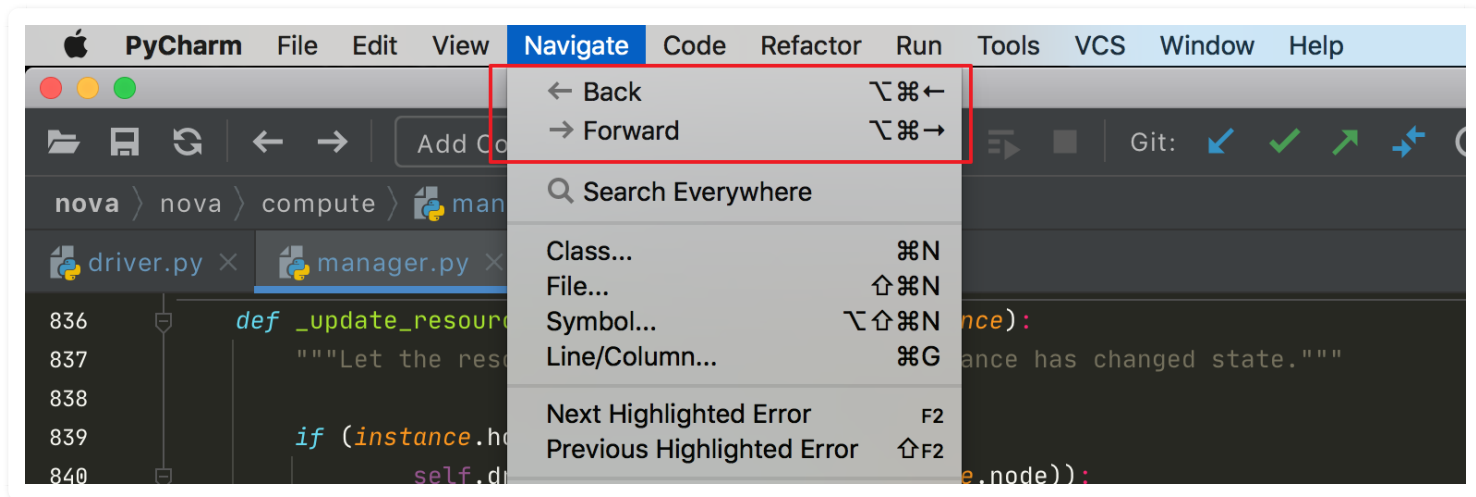 PyCharm File Edit View Navigate Code Refactor Run Tools VCS Window Help
← Back ⌥⌘←
→ Forward ⌥⌘→
Add Co
Git:
Search Everywhere
nova 〉 nova 〉 compute 〉 man
Class... ⌘N
driver.py × manager.py ×
File... ⇧⌘N
836 def _update_resour nce):
Symbol... ⌥⇧⌘N
837 """Let the reso ance has changed state."""
Line/Column... ⌘G
838
Next Highlighted Error F2
839 if (instance.ho
Previous Highlighted Error ⇧F2
840 self.dr e.node)):